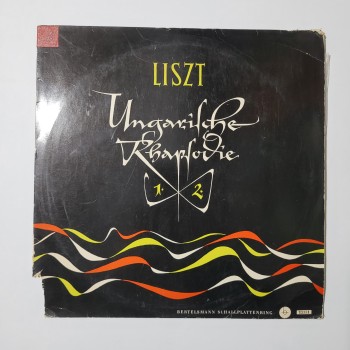 LISZT
Ungarische
Rhapsodie
1. 2.
BERTELSMANN SCHALLPLATTENRING